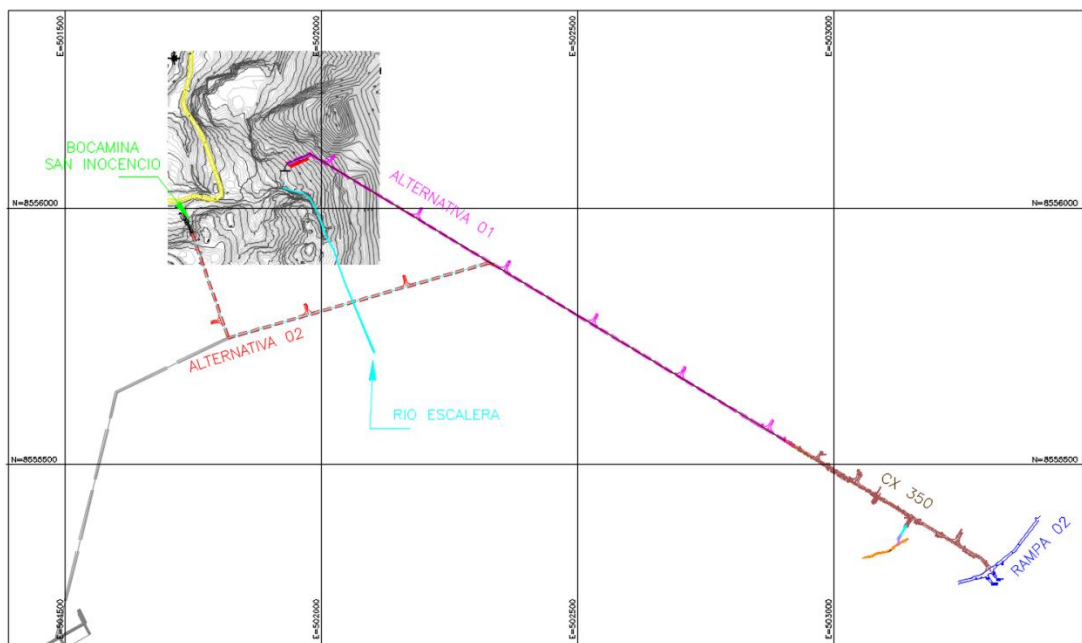 E=501500
E=502000
E=502500
E=503000
BOCAMINA
SAN INOCENCIO
ALTERNATIVA 01
N=8556000
N=8556000
ALTERNATIVA 02
RIO ESCALERA
N=8555500
N=8555500
CX 350
RAMPA 02
E=501500
E=502000
E=502500
E=503000